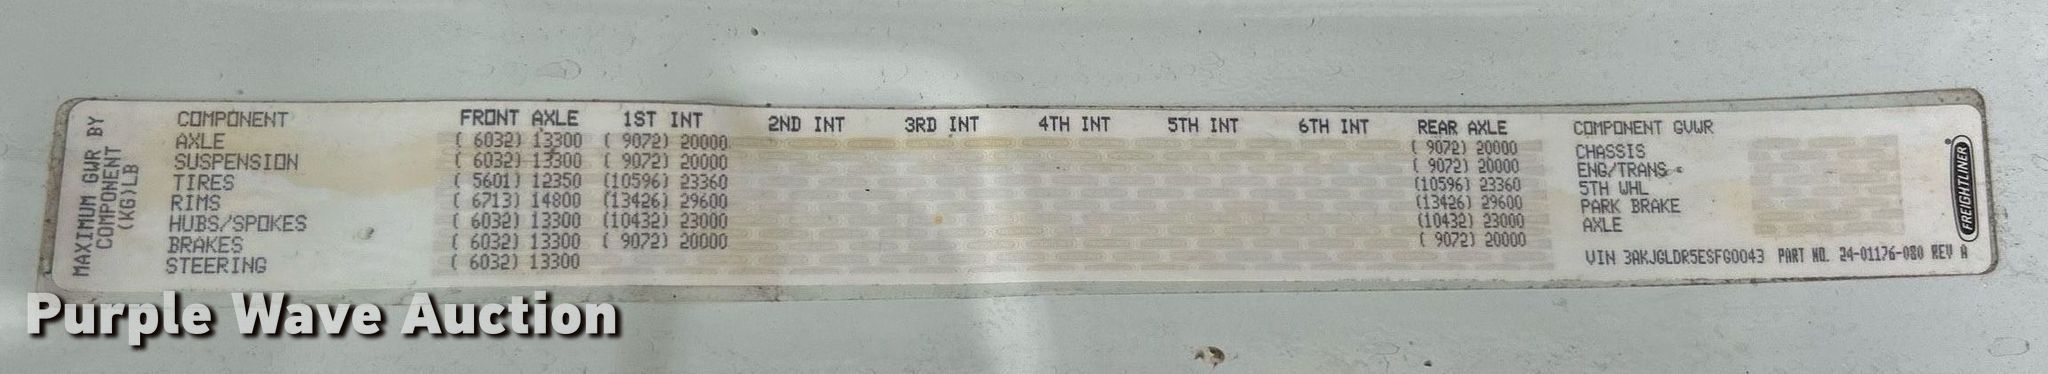 MAXIMUM GWR BY
COMPONENT
(KG)LB
COMPONENT FRONT AXLE 1ST INT 2ND INT 3RD INT 4TH INT 5TH INT 6TH INT REAR AXLE COMPONENT GVWR
AXLE ( 6032) 13300 ( 9072) 20000 ( 9072) 20000 CHASSIS
SUSPENSION ( 6032) 13300 ( 9072) 20000 ( 9072) 20000 ENG/TRANS
TIRES ( 5601) 12350 (10596) 23360 (10596) 23360 5TH WHL
RIMS ( 6713) 14800 (13426) 29600 (13426) 29600 PARK BRAKE
HUBS/SPOKES ( 6032) 13300 (10432) 23000 (10432) 23000 AXLE
BRAKES ( 6032) 13300 ( 9072) 20000 ( 9072) 20000
STEERING ( 6032) 13300
VIN 3AKJGLDR5ESFG0043 PART NO. 24-01176-080 REV A
FREIGHTLINER
Purple Wave Auction